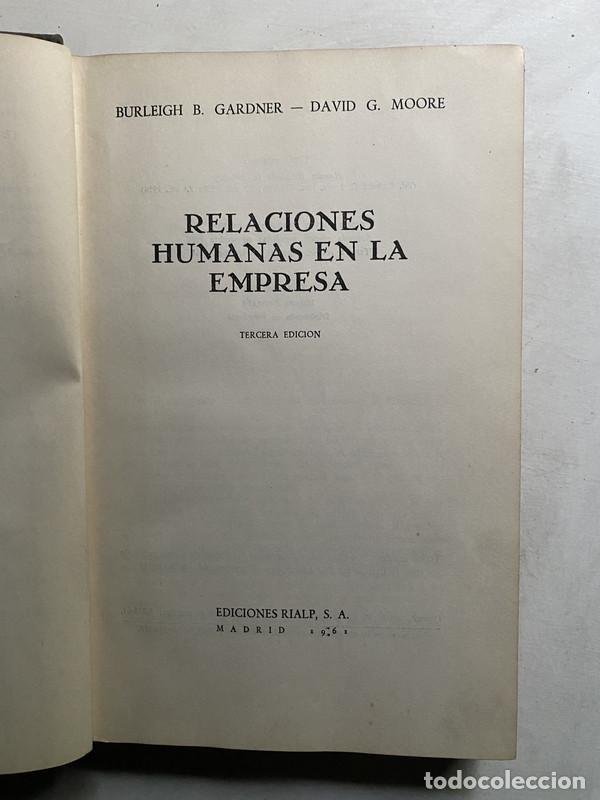 BURLEIGH B. GARDNER — DAVID G. MOORE
RELACIONES
HUMANAS EN LA
EMPRESA
TERCERA EDICION
EDICIONES RIALP, S. A.
MADRID 1961
todocoleccion